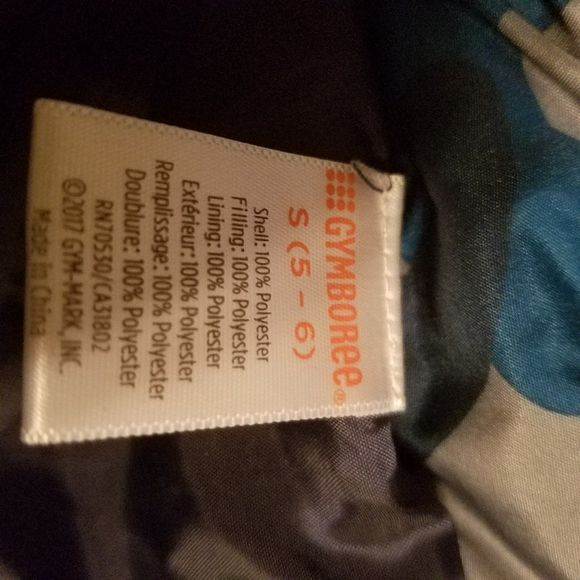 GYMBOREE®
S (5 - 6)
Shell: 100% Polyester
Filling: 100% Polyester
Lining: 100% Polyester
Extérieur: 100% Polyester
Remplissage: 100% Polyester
Doublure: 100% Polyester
RN70530/CA31802
©2017 GYM-MARK, INC.
Made in China